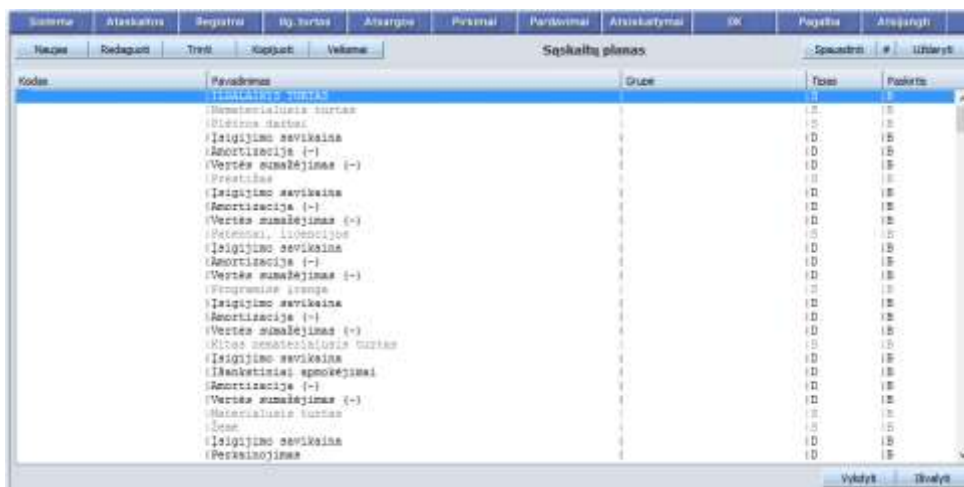 Sistema Ataskaitos Registrai Ilg. turtas Atsargos Pirkimai Pardavimai Atsiskaitymai DK Pagalba Atsijungti
Naujas Redaguoti Trinti Kopijuoti Veiksmai Sąskaitų planas Spausdinti # Uždaryti
Kodas Pavadinimas Grupė Tipas Paskirtis
ILGALAIKIS TURTAS S B
Nematerialusis turtas S B
Plėtros darbai S B
Įsigijimo savikaina D B
Amortizacija (-) D B
Vertės sumažėjimas (-) D B
Prestižas S B
Įsigijimo savikaina D B
Amortizacija (-) D B
Vertės sumažėjimas (-) D B
Patentai, licencijos S B
Įsigijimo savikaina D B
Amortizacija (-) D B
Vertės sumažėjimas (-) D B
Programinė įranga S B
Įsigijimo savikaina D B
Amortizacija (-) D B
Vertės sumažėjimas (-) D B
Kitas nematerialusis turtas S B
Įsigijimo savikaina D B
Išankstiniai apmokėjimai D B
Amortizacija (-) D B
Vertės sumažėjimas (-) D B
Materialusis turtas S B
Žemė S B
Įsigijimo savikaina D B
Perkainojimas D B
Vykdyti Išvalyti